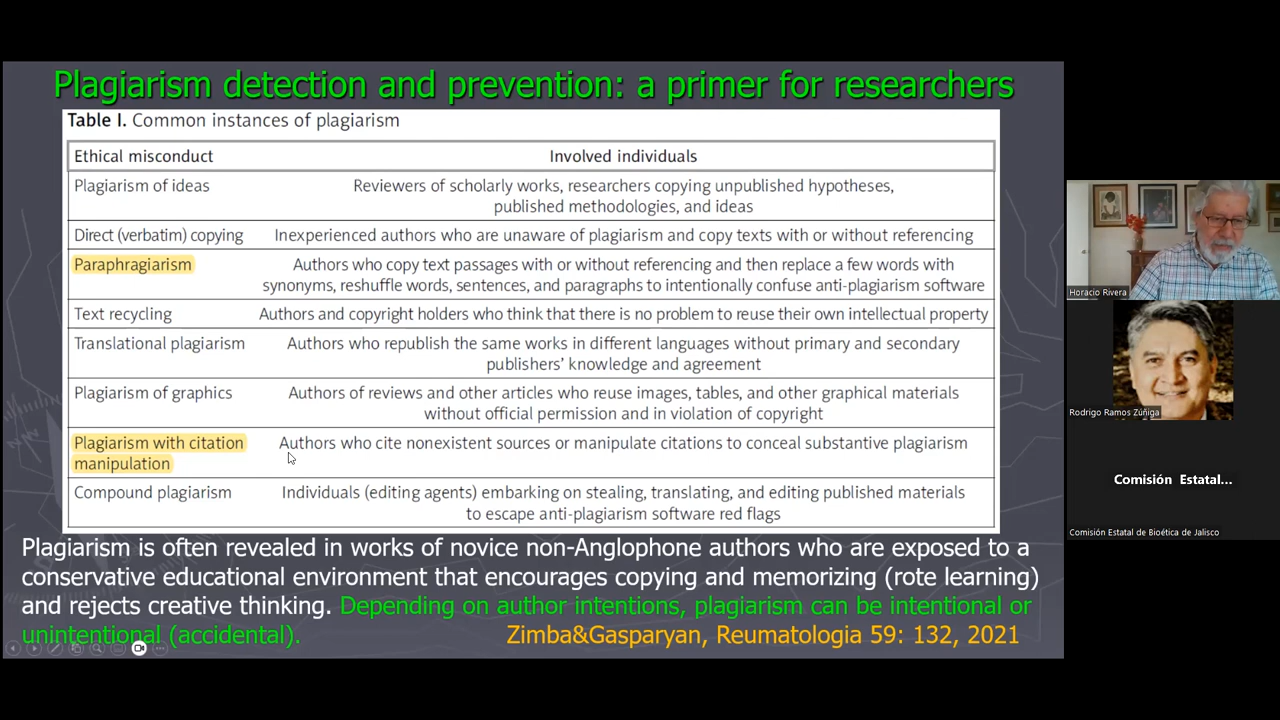 Plagiarism detection and prevention: a primer for researchers
Table I. Common instances of plagiarism
Ethical misconduct Involved individuals
Plagiarism of ideas Reviewers of scholarly works, researchers copying unpublished hypotheses,
published methodologies, and ideas
Direct (verbatim) copying Inexperienced authors who are unaware of plagiarism and copy texts with or without referencing
Paraphragiarism Authors who copy text passages with or without referencing and then replace a few words with
synonyms, reshuffle words, sentences, and paragraphs to intentionally confuse anti-plagiarism software
Text recycling Authors and copyright holders who think that there is no problem to reuse their own intellectual property
Translational plagiarism Authors who republish the same works in different languages without primary and secondary
publishers' knowledge and agreement
Plagiarism of graphics Authors of reviews and other articles who reuse images, tables, and other graphical materials
without official permission and in violation of copyright
Plagiarism with citation Authors who cite nonexistent sources or manipulate citations to conceal substantive plagiarism
manipulation
Compound plagiarism Individuals (editing agents) embarking on stealing, translating, and editing published materials
to escape anti-plagiarism software red flags
Plagiarism is often revealed in works of novice non-Anglophone authors who are exposed to a
conservative educational environment that encourages copying and memorizing (rote learning)
and rejects creative thinking. Depending on author intentions, plagiarism can be intentional or
unintentional (accidental). Zimba&Gasparyan, Reumatologia 59: 132, 2021
Horacio Rivera
Rodrigo Ramos Zúñiga
Comisión Estatal...
Comisión Estatal de Bioética de Jalisco